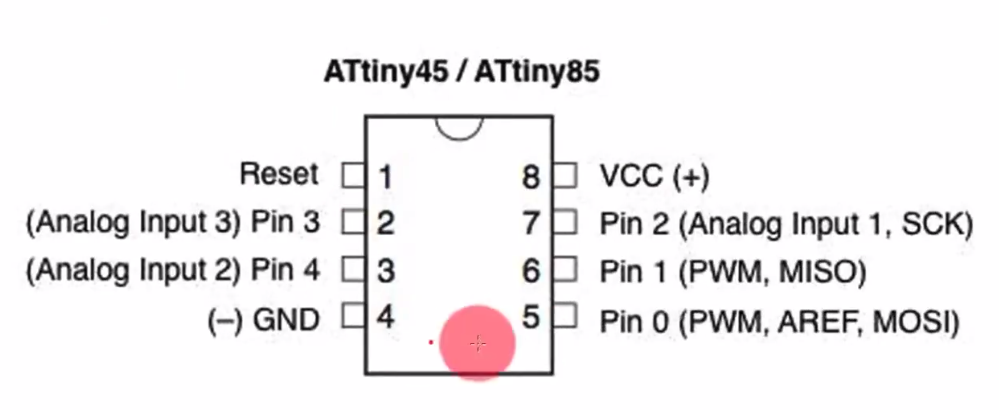 ATtiny45 / ATtiny85
Reset 1 8 VCC (+)
(Analog Input 3) Pin 3 2 7 Pin 2 (Analog Input 1, SCK)
(Analog Input 2) Pin 4 3 6 Pin 1 (PWM, MISO)
(–) GND 4 5 Pin 0 (PWM, AREF, MOSI)